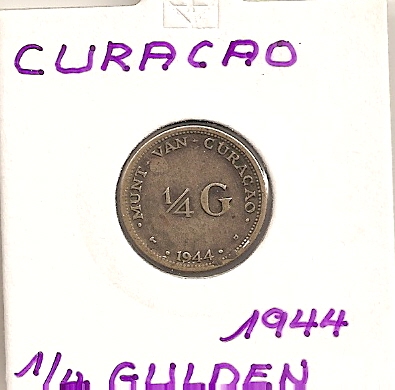 CURACAO
MUNT · VAN · CURAÇAO
1/4 G
1944
1944
1/4 GULDEN